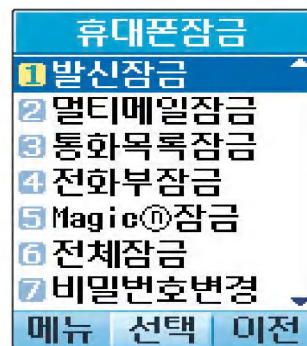 휴대폰잠금
1 발신잠금
2 멀티메일잠금
3 통화목록잠금
4 전화부잠금
5 Magicⓝ잠금
6 전체잠금
7 비밀번호변경
메뉴 선택 이전